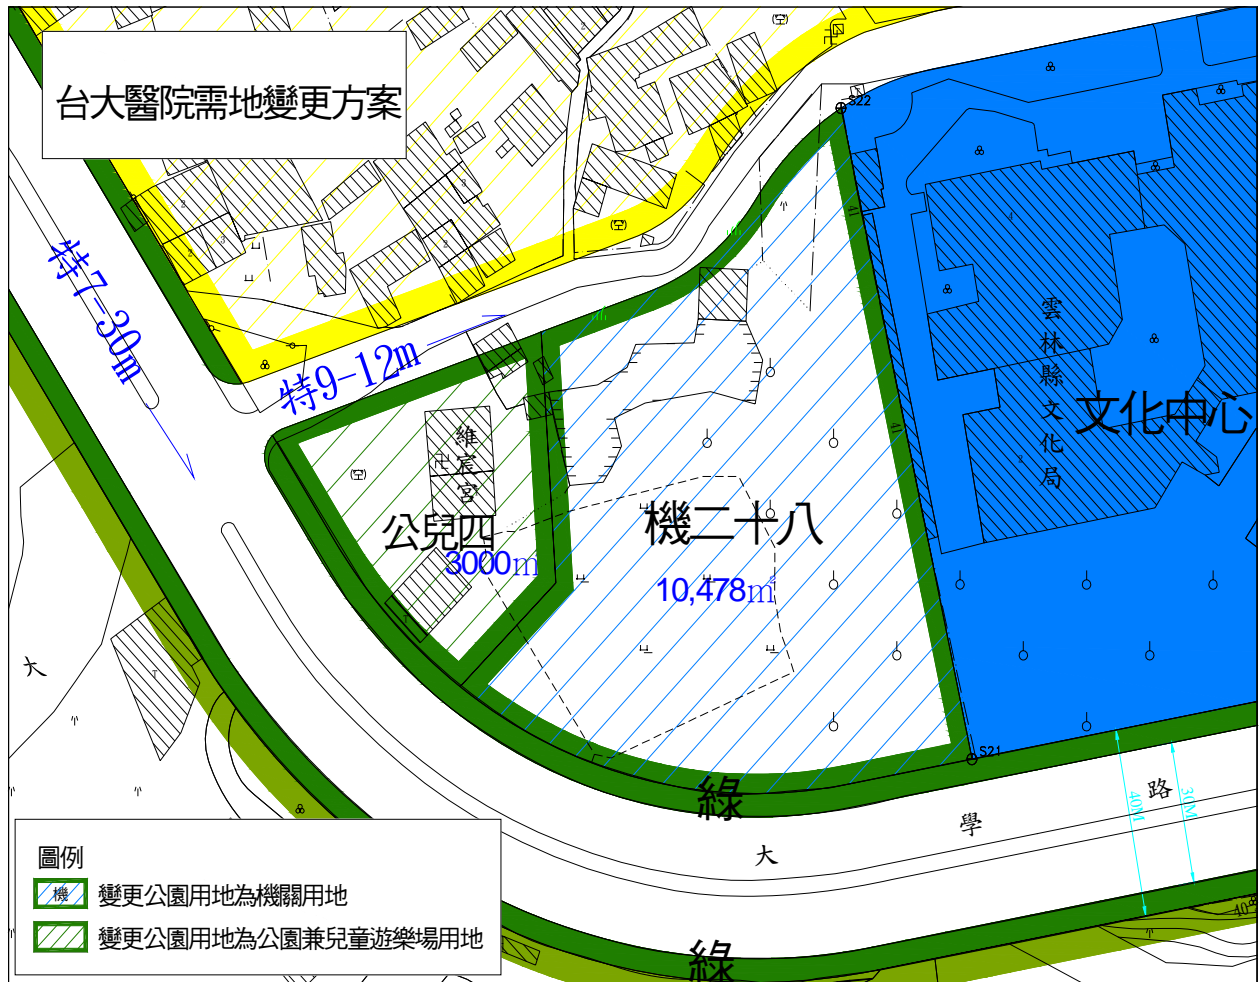 台大醫院需地變更方案
S22
特7-30m
特9-12m
雲林縣文化局
文化中心
維宸宮
公兒四
3000㎡
機二十八
10,478㎡
41
41
大
S21
綠
大學路
40M
30M
圖例
機 變更公園用地為機關用地
變更公園用地為公園兼兒童遊樂場用地
綠
40